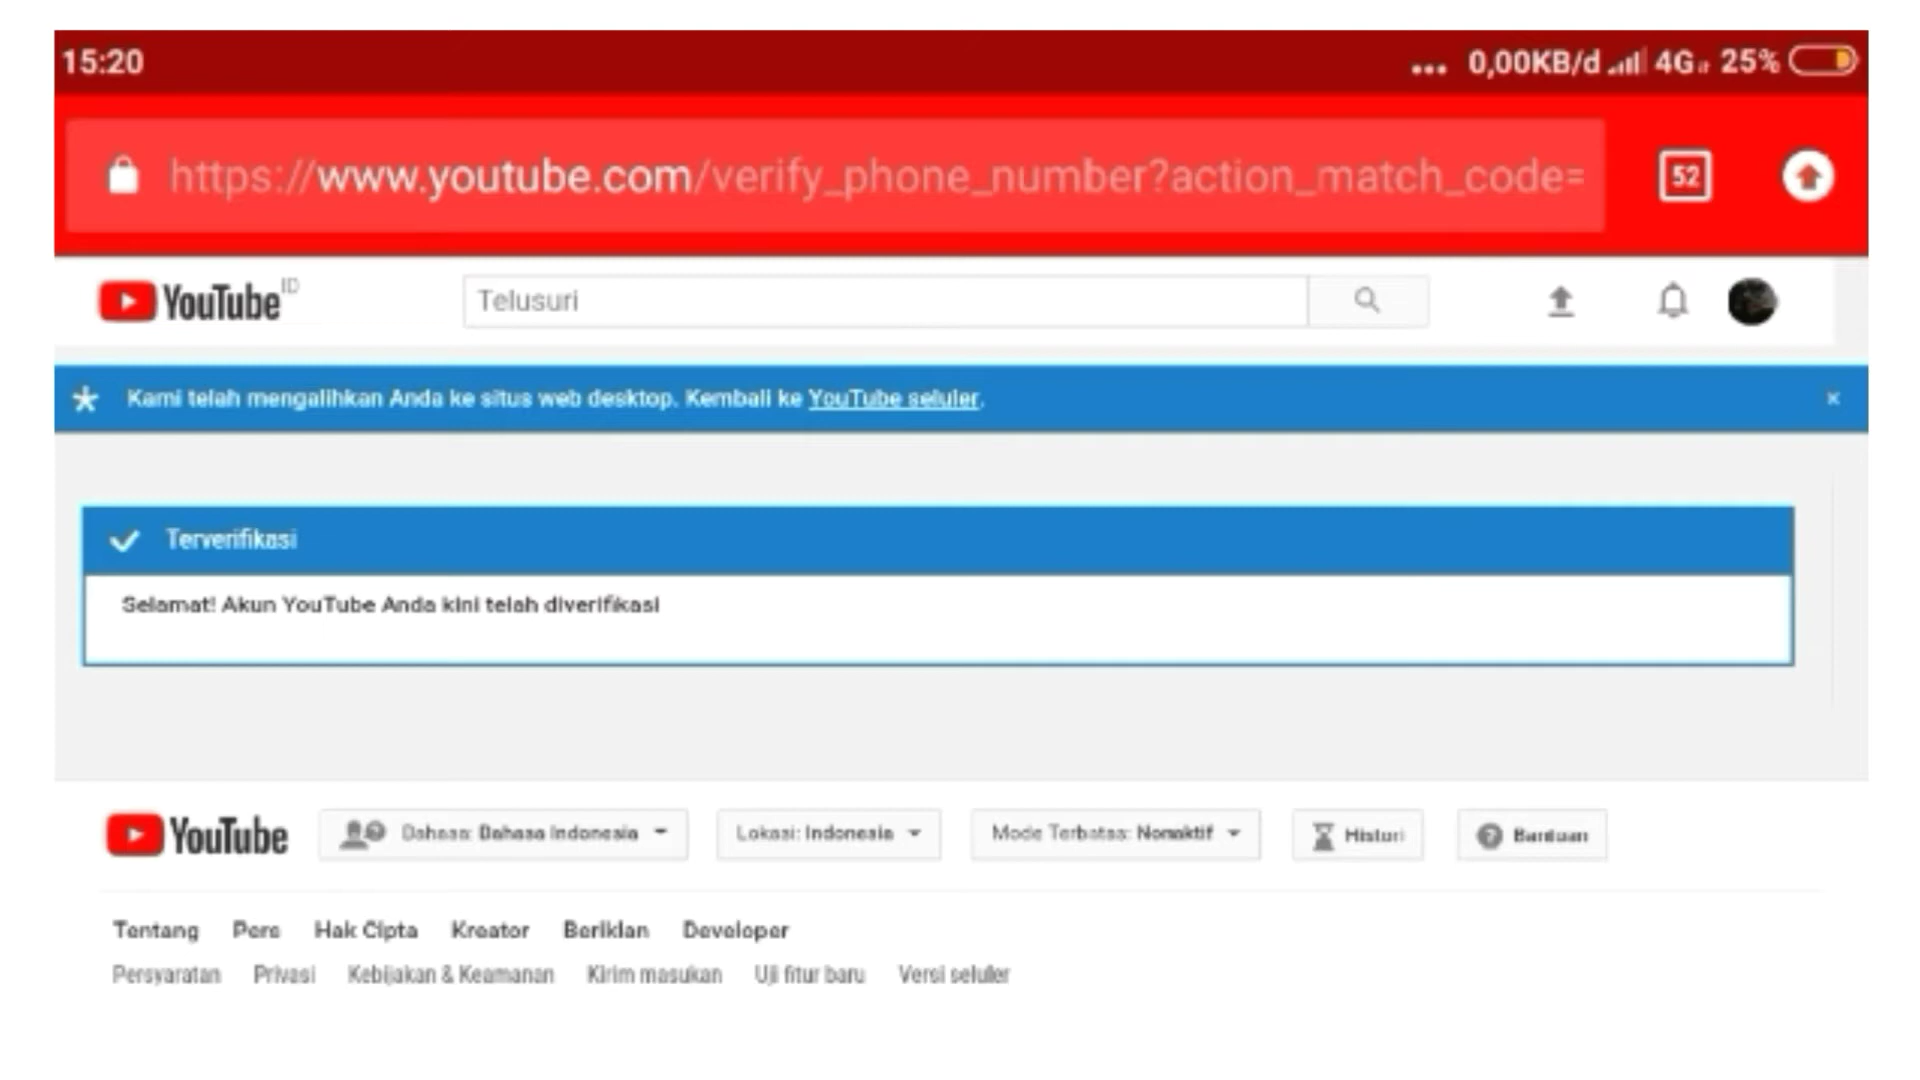 15:20 ... 0,00KB/d 4G 25%
https://www.youtube.com/verify_phone_number?action_match_code= 52
YouTube ID Telusuri
Kami telah mengalihkan Anda ke situs web desktop. Kembali ke YouTube seluler. ×
Terverifikasi
Selamat! Akun YouTube Anda kini telah diverifikasi
YouTube Bahasa: Bahasa Indonesia Lokasi: Indonesia Mode Terbatas: Nonaktif Histori Bantuan
Tentang Pers Hak Cipta Kreator Beriklan Developer
Persyaratan Privasi Kebijakan & Keamanan Kirim masukan Uji fitur baru Versi seluler